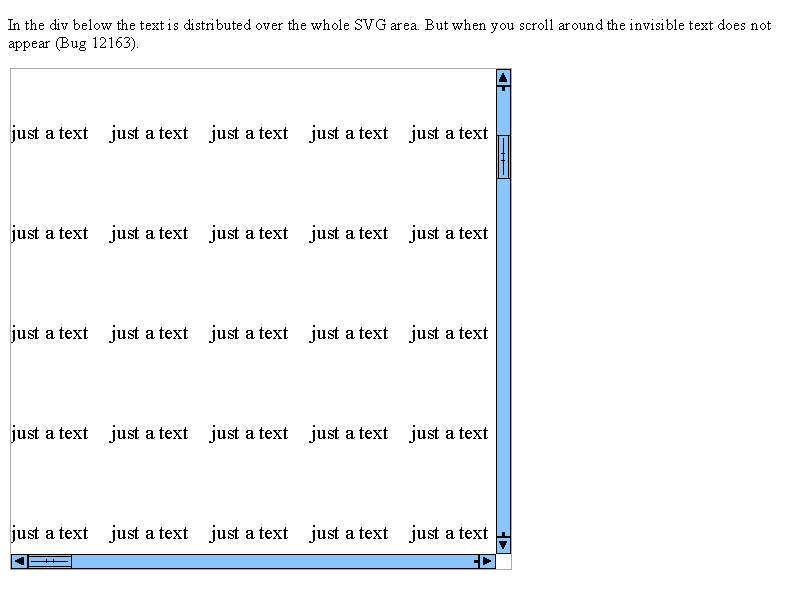 In the div below the text is distributed over the whole SVG area. But when you scroll around the invisible text does not
appear (Bug 12163).
just a text just a text just a text just a text just a text
just a text just a text just a text just a text just a text
just a text just a text just a text just a text just a text
just a text just a text just a text just a text just a text
just a text just a text just a text just a text just a text